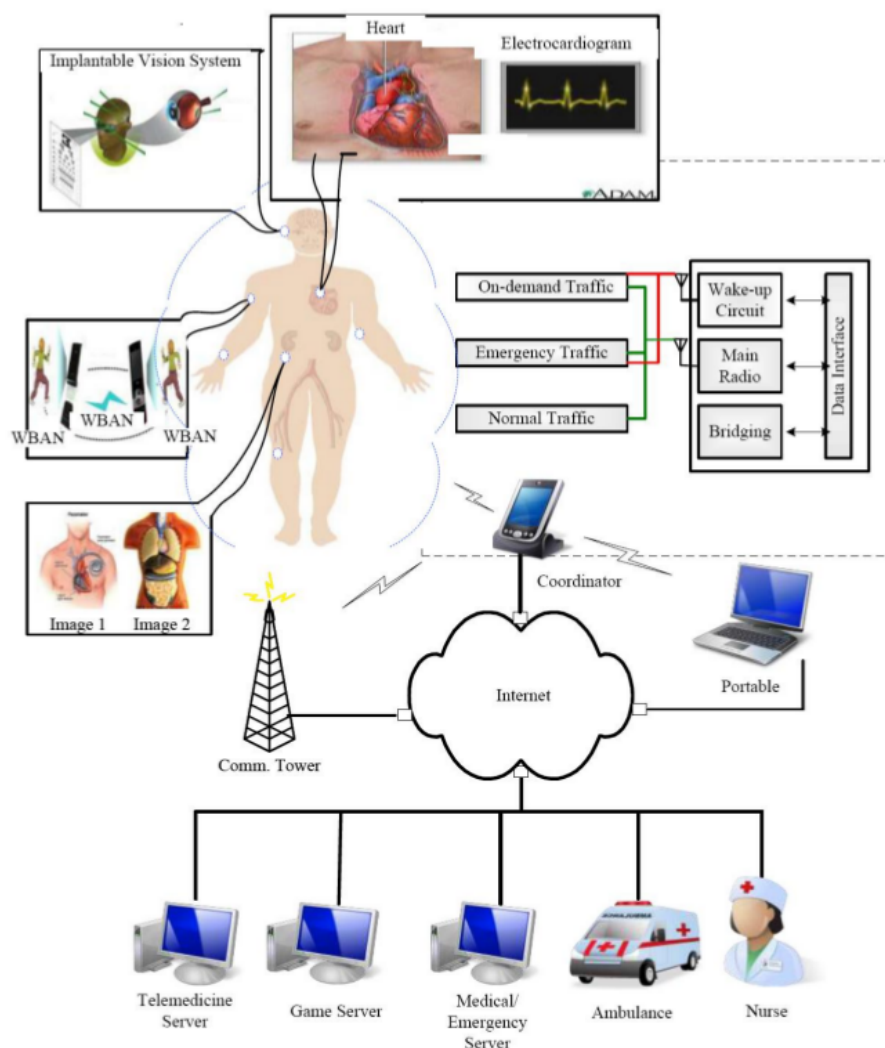 Heart
Electrocardiogram
Implantable Vision System
ADAM
On-demand Traffic
Wake-up
Circuit
Emergency Traffic
Main
Radio
Data Interface
Normal Traffic
Bridging
WBAN
WBAN
WBAN
Image 1
Image 2
Coordinator
Internet
Portable
Comm. Tower
Telemedicine
Server
Game Server
Medical/
Emergency
Server
Ambulance
Nurse